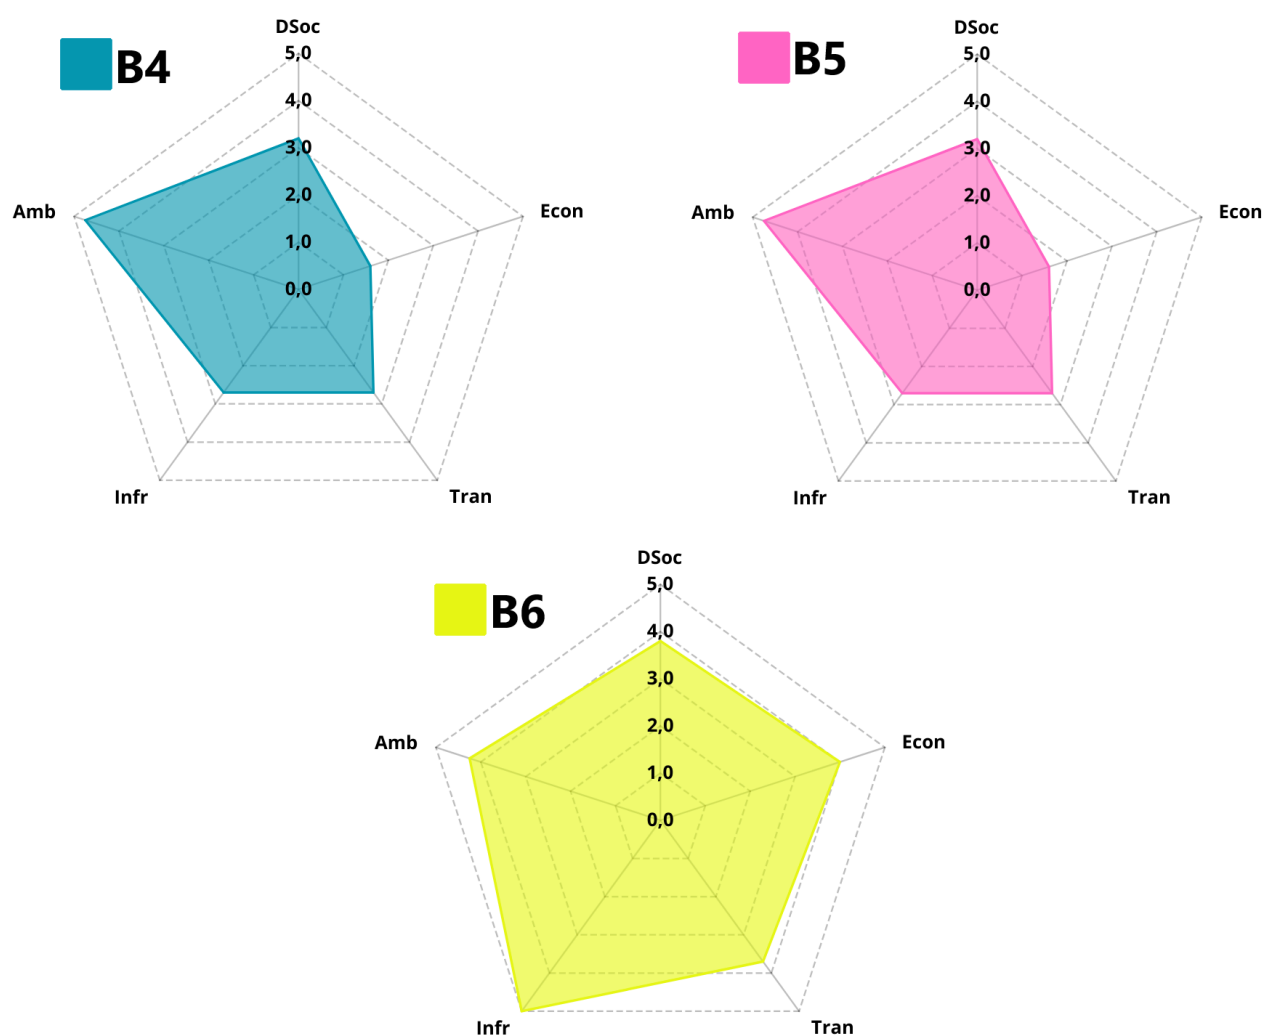 B4
DSoc
5,0
4,0
3,0
2,0
1,0
0,0
Amb
Econ
Infr
Tran
B5
DSoc
5,0
4,0
3,0
2,0
1,0
0,0
Amb
Econ
Infr
Tran
B6
DSoc
5,0
4,0
3,0
2,0
1,0
0,0
Amb
Econ
Infr
Tran